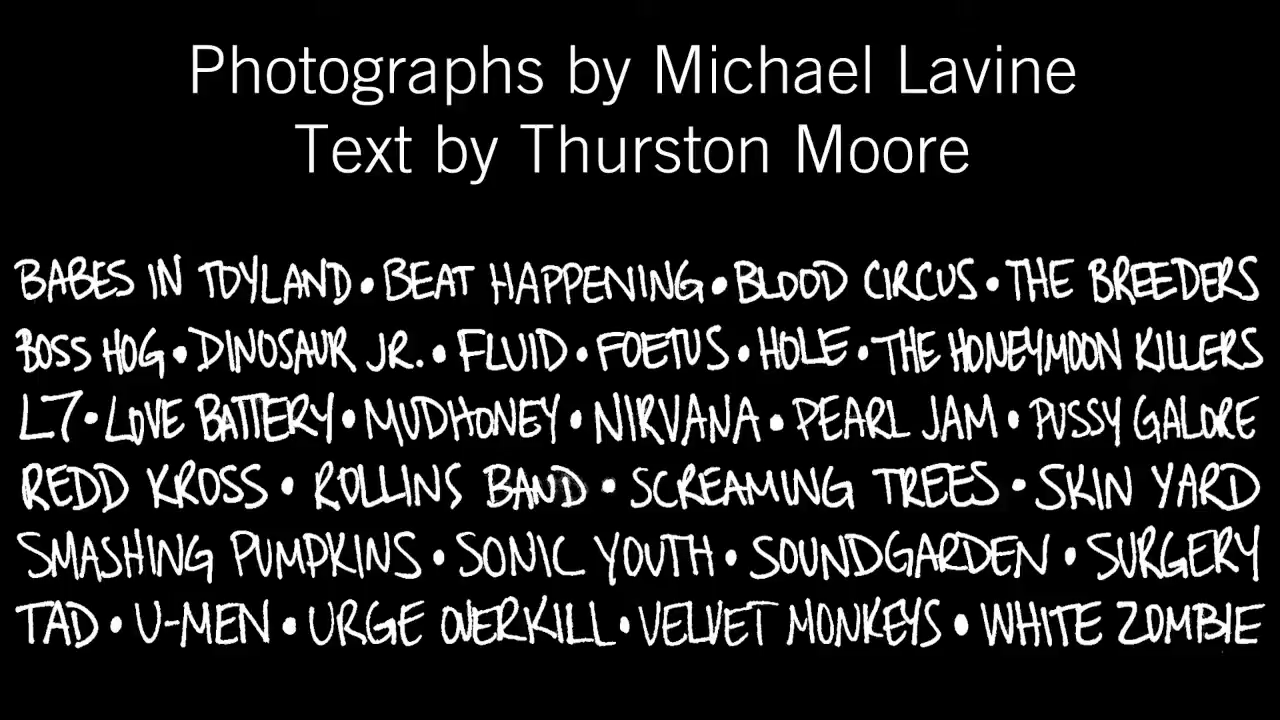 Photographs by Michael Lavine
Text by Thurston Moore
BABES IN TOYLAND • BEAT HAPPENING • BLOOD CIRCUS • THE BREEDERS
BOSS HOG • DINOSAUR JR. • FLUID • FOETUS • HOLE • THE HONEYMOON KILLERS
L7 • LOVE BATTERY • MUDHONEY • NIRVANA • PEARL JAM • PUSSY GALORE
REDD KROSS • ROLLINS BAND • SCREAMING TREES • SKIN YARD
SMASHING PUMPKINS • SONIC YOUTH • SOUNDGARDEN • SURGERY
TAD • U-MEN • URGE OVERKILL • VELVET MONKEYS • WHITE ZOMBIE